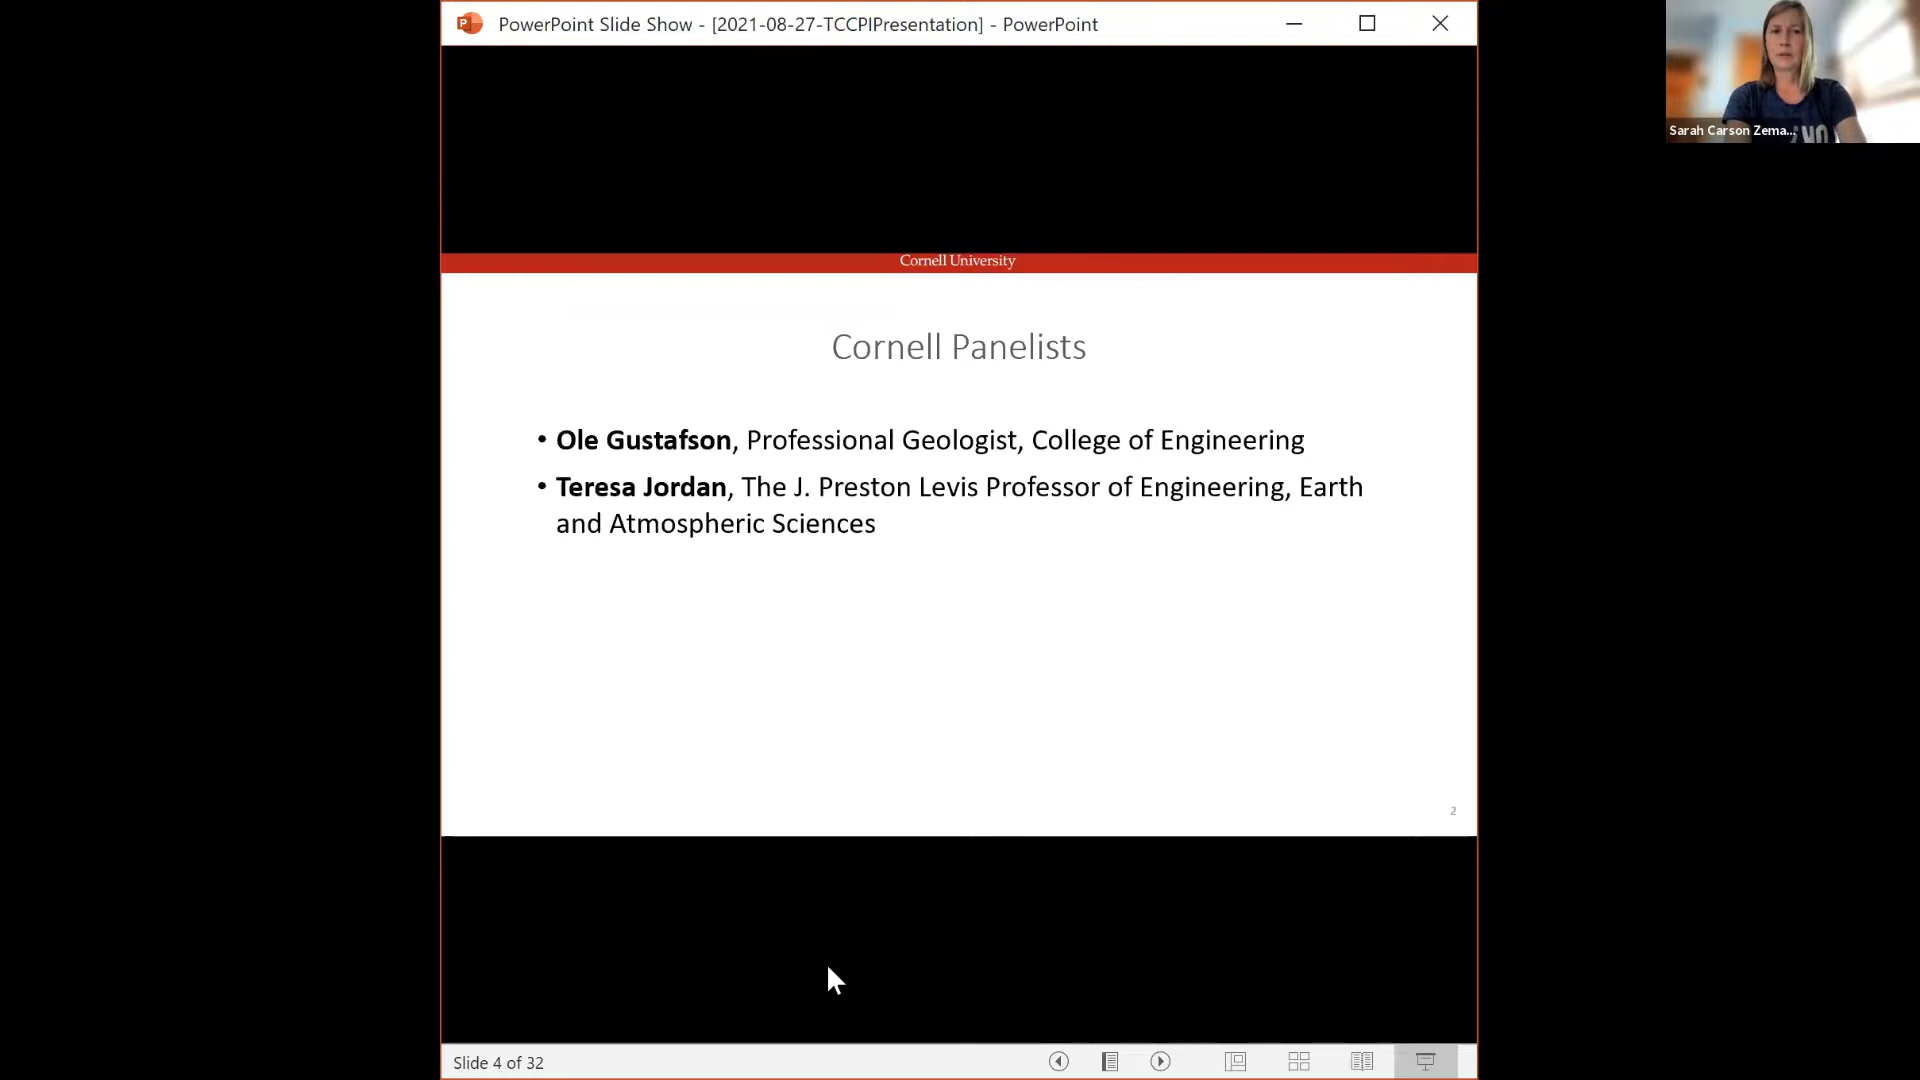 PowerPoint Slide Show - [2021-08-27-TCCPIPresentation] - PowerPoint
Sarah Carson Zema...
Cornell University
Cornell Panelists
• Ole Gustafson, Professional Geologist, College of Engineering
• Teresa Jordan, The J. Preston Levis Professor of Engineering, Earth
and Atmospheric Sciences
2
Slide 4 of 32